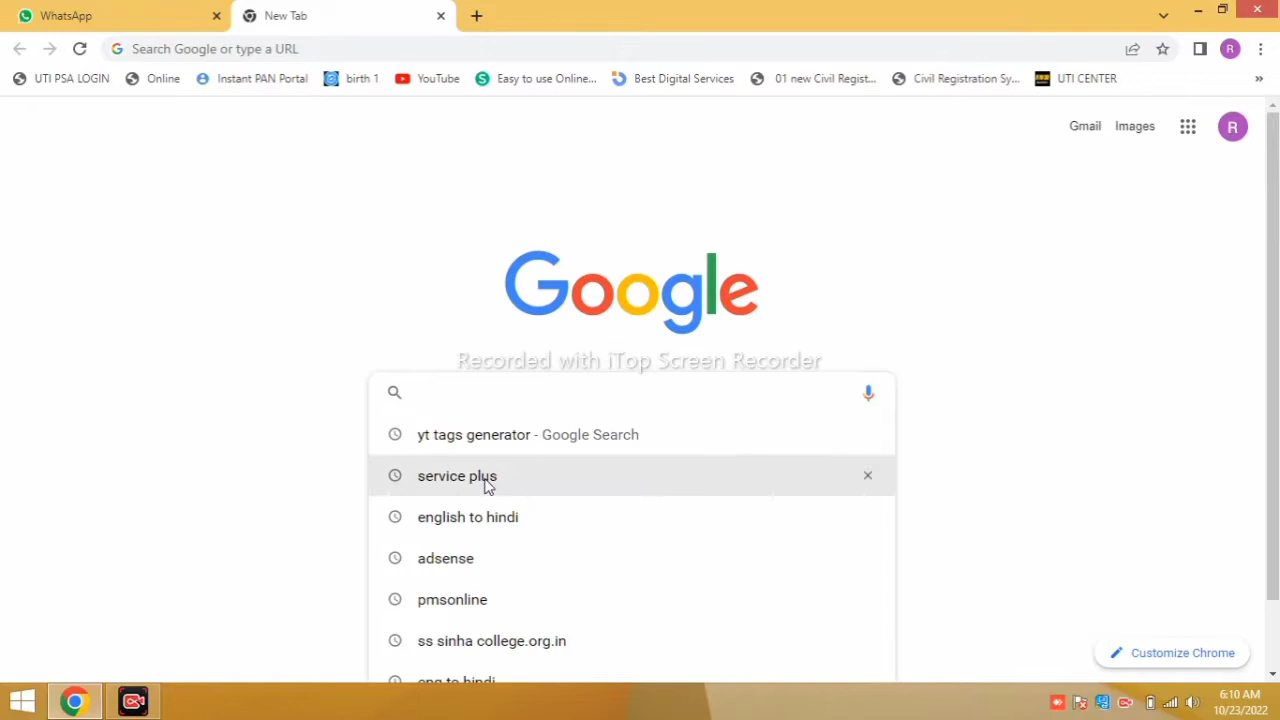 WhatsApp
New Tab
Search Google or type a URL
R
UTI PSA LOGIN
Online
Instant PAN Portal
birth 1
YouTube
Easy to use Online...
Best Digital Services
01 new Civil Regist...
Civil Registration Sy...
UTI CENTER
»
Gmail
Images
R
Google
Recorded with iTop Screen Recorder
yt tags generator - Google Search
service plus
english to hindi
adsense
pmsonline
ss sinha college.org.in
eng to hindi
Customize Chrome
6:10 AM
10/23/2022